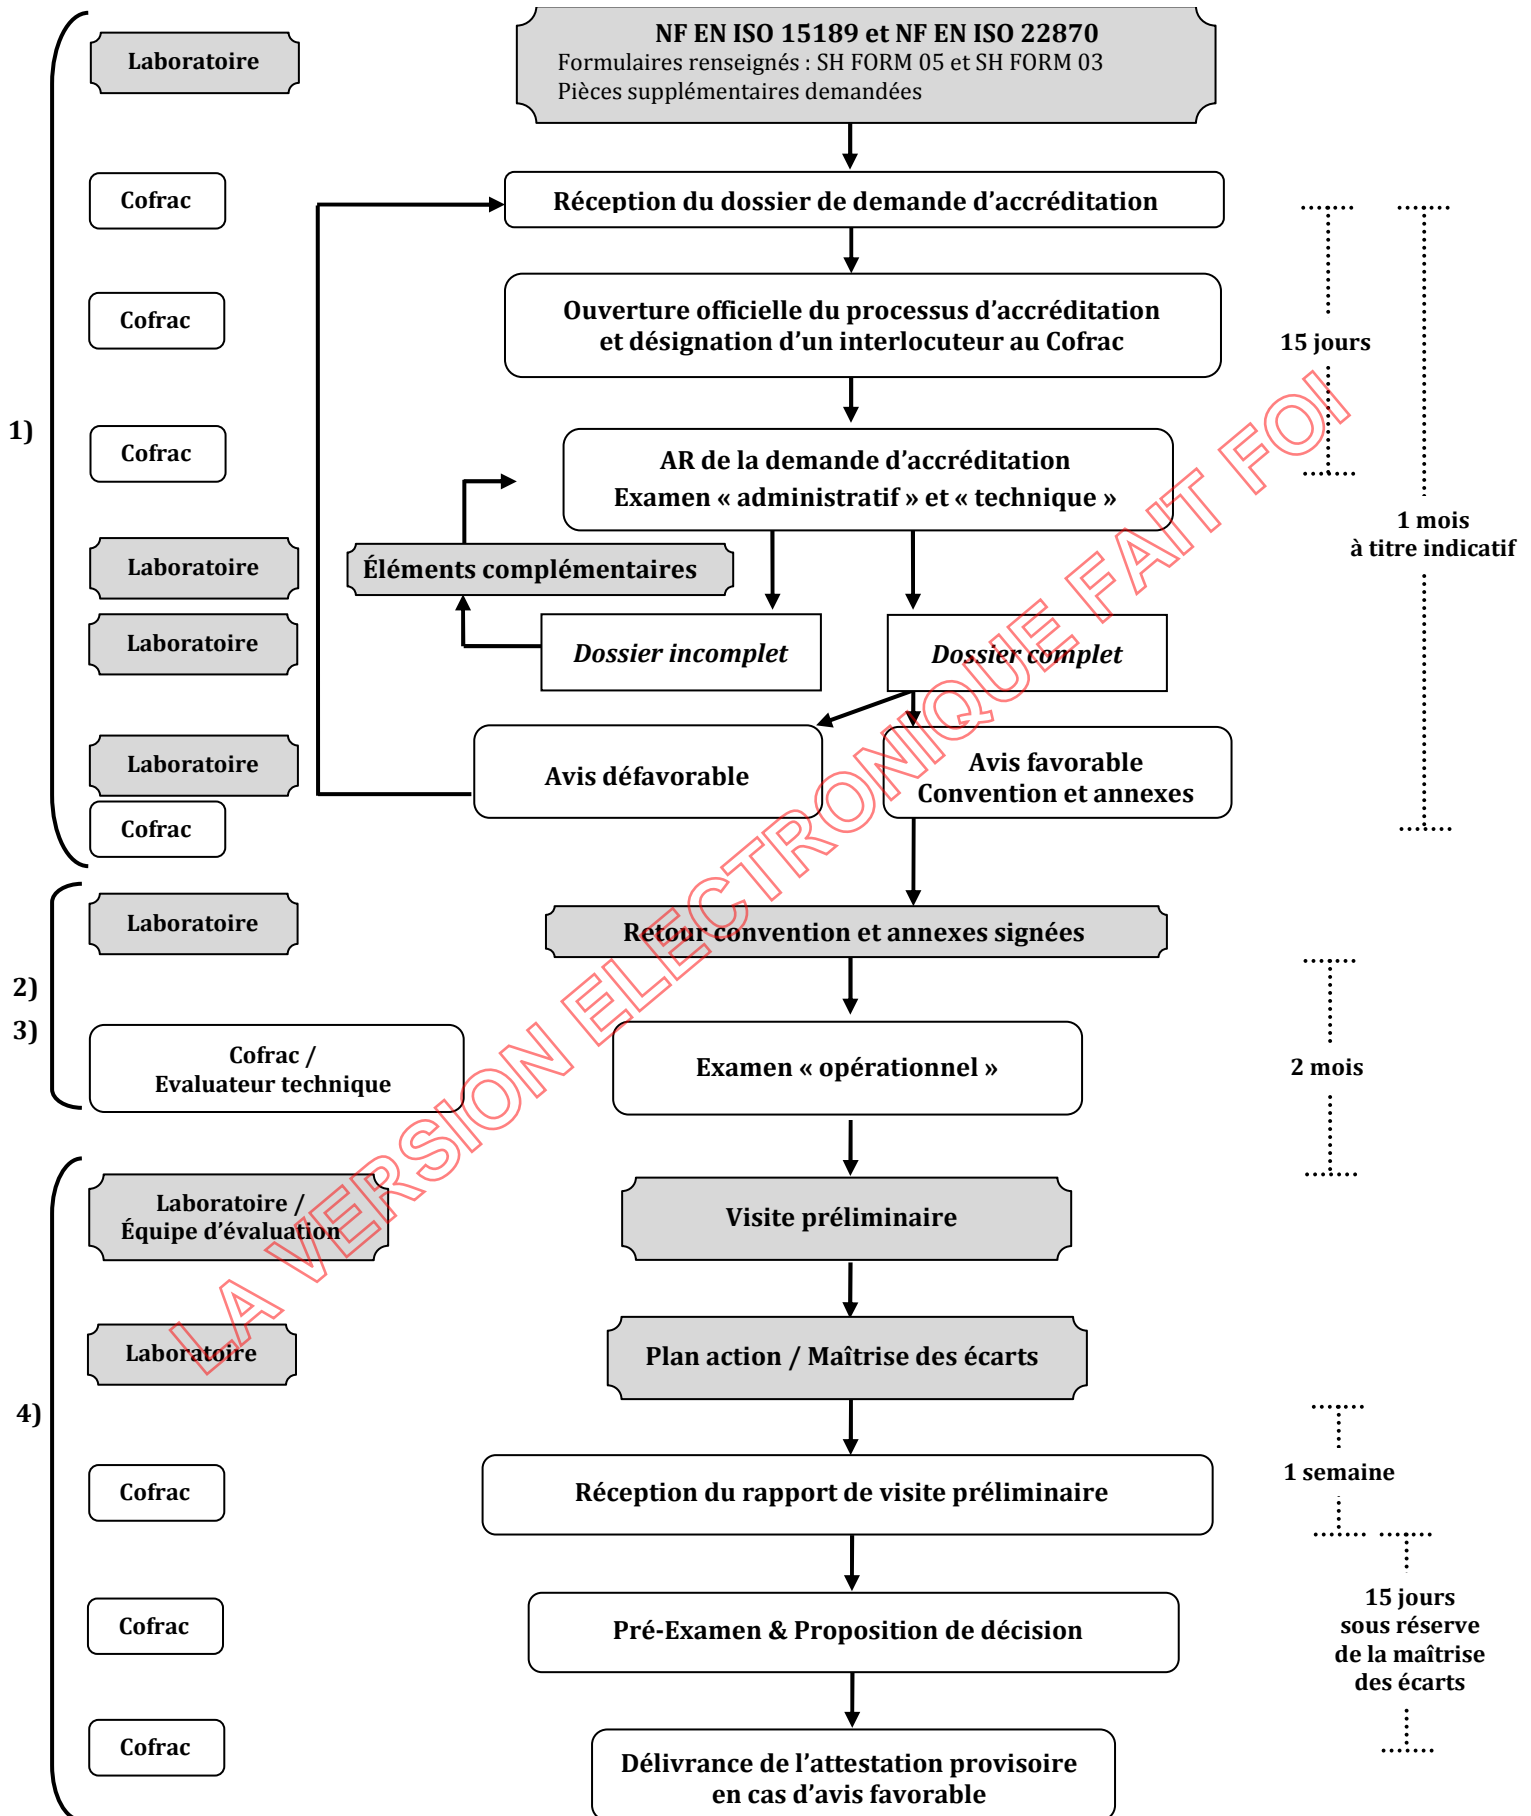 NF EN ISO 15189 et NF EN ISO 22870
Laboratoire
Formulaires renseignés : SH FORM 05 et SH FORM 03
Pièces supplémentaires demandées
Cofrac
Réception du dossier de demande d’accréditation
Cofrac
Ouverture officielle du processus d’accréditation
et désignation d’un interlocuteur au Cofrac
15 jours
1)
Cofrac
AR de la demande d’accréditation
Examen « administratif » et « technique »
1 mois
à titre indicatif
Laboratoire
Éléments complémentaires
Laboratoire
Dossier incomplet
Dossier complet
Laboratoire
Avis défavorable
Avis favorable
Convention et annexes
Cofrac
Laboratoire
Retour convention et annexes signées
2)
3)
Cofrac /
Evaluateur technique
Examen « opérationnel »
2 mois
Laboratoire /
Équipe d’évaluation
Visite préliminaire
Laboratoire
Plan action / Maîtrise des écarts
4)
Cofrac
Réception du rapport de visite préliminaire
1 semaine
Cofrac
Pré-Examen & Proposition de décision
15 jours
sous réserve
de la maîtrise
des écarts
Cofrac
Délivrance de l’attestation provisoire
en cas d’avis favorable
LA VERSION ELECTRONIQUE FAIT FOI